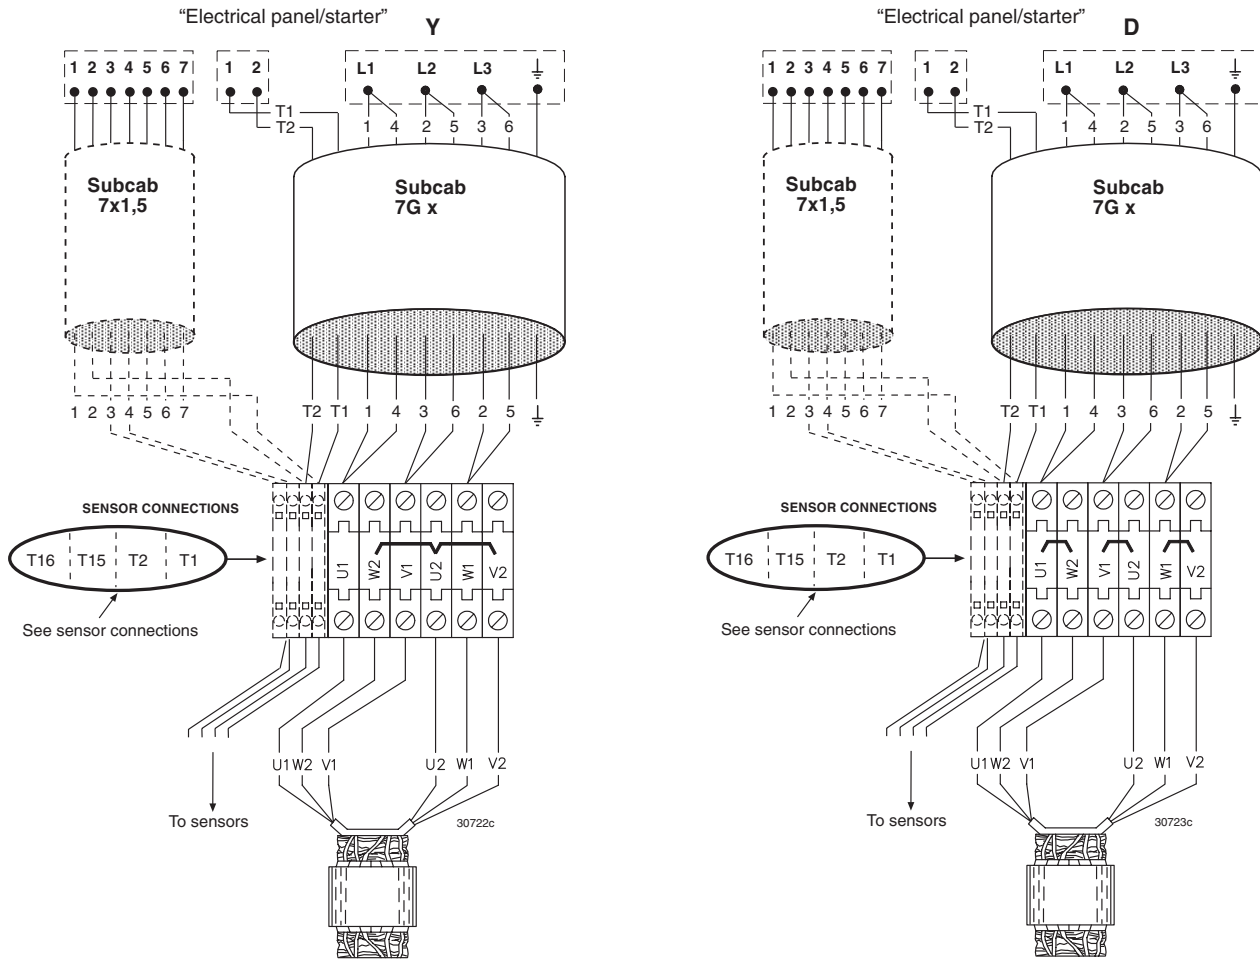 “Electrical panel/starter”
Y
1 2 3 4 5 6 7
1 2
L1 L2 L3
T1
T2
1 4 2 5 3 6
Subcab
7x1,5
Subcab
7G x
1 2 3 4 5 6 7
T2 T1 1 4 3 6 2 5
SENSOR CONNECTIONS
T16 T15 T2 T1
U1 W2 V1 U2 W1 V2
See sensor connections
U1 W2 V1 U2 W1 V2
To sensors
30722c
“Electrical panel/starter”
D
1 2 3 4 5 6 7
1 2
L1 L2 L3
T1
T2
1 4 2 5 3 6
Subcab
7x1,5
Subcab
7G x
1 2 3 4 5 6 7
T2 T1 1 4 3 6 2 5
SENSOR CONNECTIONS
T16 T15 T2 T1
U1 W2 V1 U2 W1 V2
See sensor connections
U1 W2 V1 U2 W1 V2
To sensors
30723c